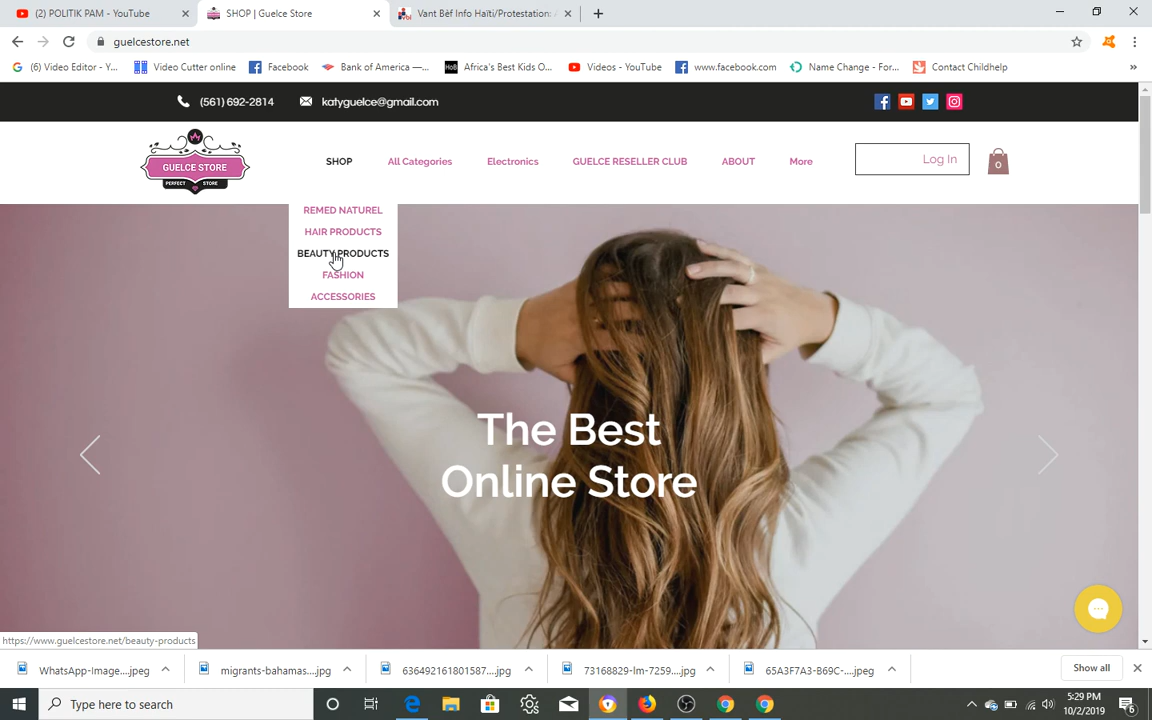 (2) POLITIK PAM - YouTube
SHOP | Guelce Store
Vant Bèf Info Haïti/Protestation:
guelcestore.net
(6) Video Editor - Y...
Video Cutter online
Facebook
Bank of America —...
Africa's Best Kids O...
Videos - YouTube
www.facebook.com
Name Change - For...
Contact Childhelp
(561) 692-2814
katyguelce@gmail.com
GUELCE STORE
PERFECT STORE
SHOP
All Categories
Electronics
GUELCE RESELLER CLUB
ABOUT
More
Log In
0
REMED NATUREL
HAIR PRODUCTS
BEAUTY PRODUCTS
FASHION
ACCESSORIES
The Best
Online Store
https://www.guelcestore.net/beauty-products
WhatsApp-Image....jpeg
migrants-bahamas....jpg
636492161801587....jpg
73168829-lm-7259....jpg
65A3F7A3-B69C-....jpeg
Show all
Type here to search
5:29 PM
10/2/2019
6